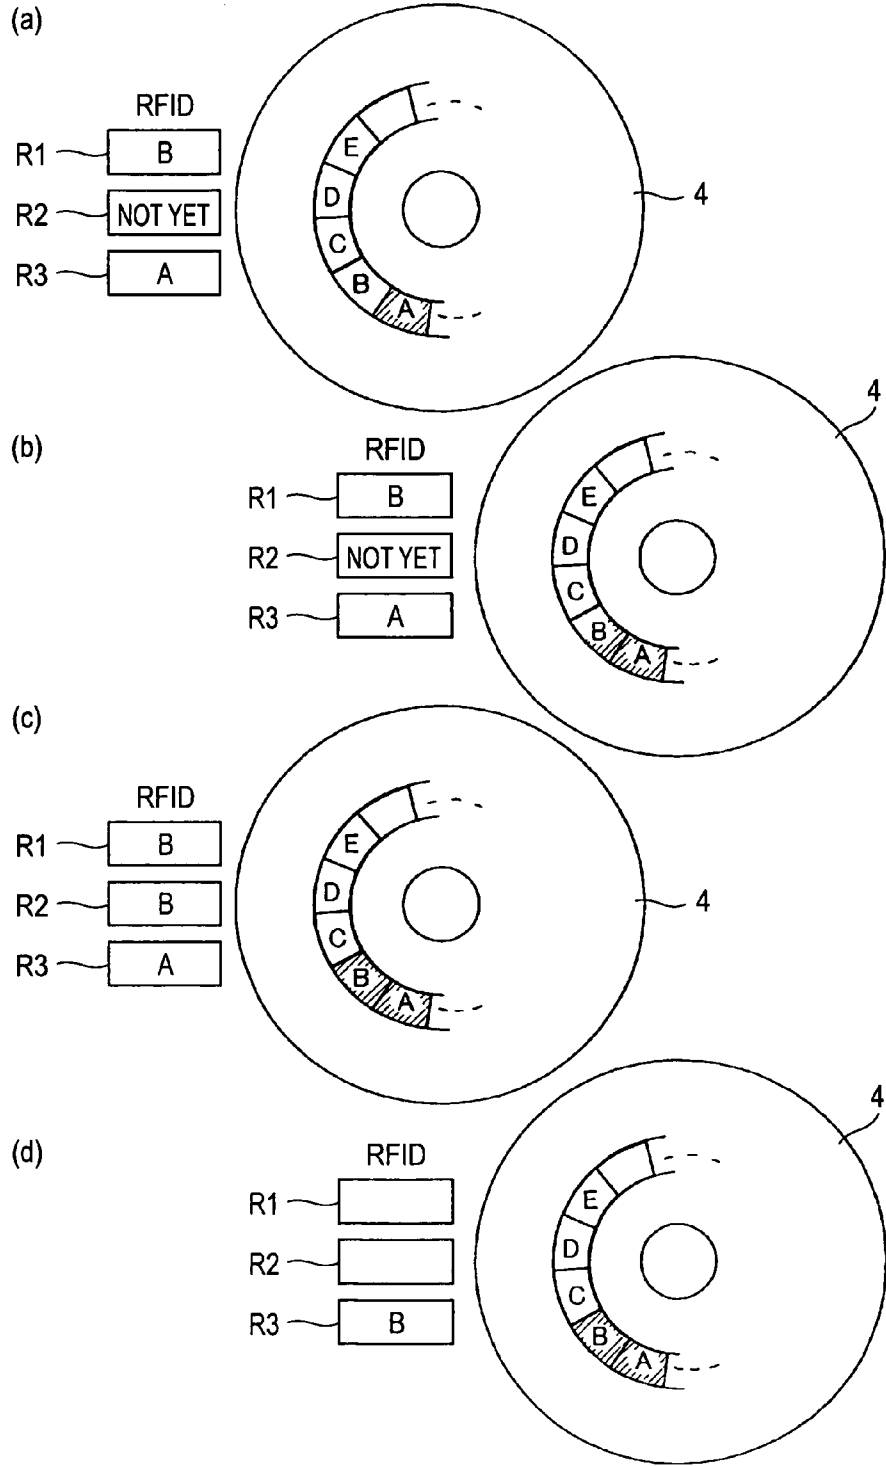 (a)
RFID
R1 B
R2 NOT YET
R3 A
E
D
C
B
A
4
(b)
RFID
R1 B
R2 NOT YET
R3 A
E
D
C
B
A
4
(c)
RFID
R1 B
R2 B
R3 A
E
D
C
B
A
4
(d)
RFID
R1
R2
R3 B
E
D
C
B
A
4